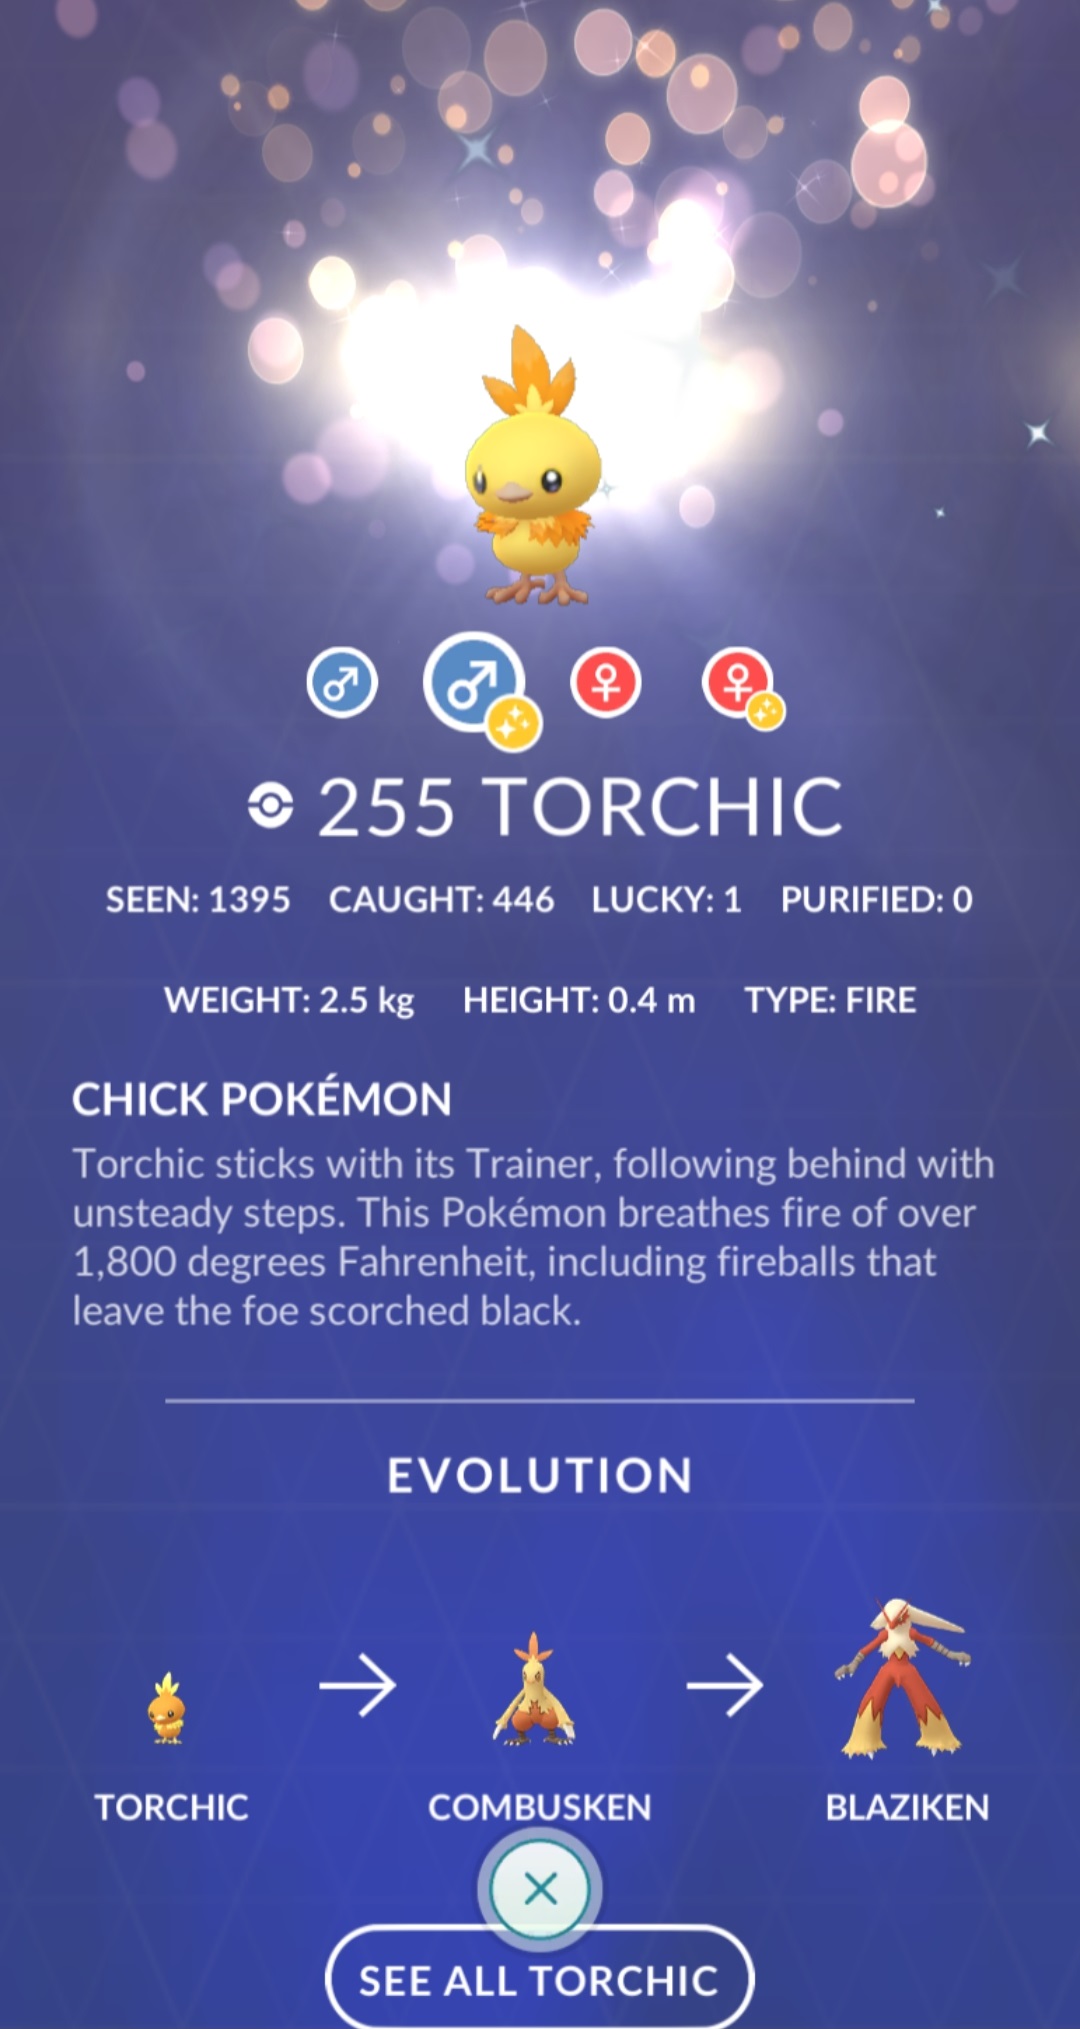 255 TORCHIC
SEEN: 1395 CAUGHT: 446 LUCKY: 1 PURIFIED: 0
WEIGHT: 2.5 kg HEIGHT: 0.4 m TYPE: FIRE
CHICK POKÉMON
Torchic sticks with its Trainer, following behind with
unsteady steps. This Pokémon breathes fire of over
1,800 degrees Fahrenheit, including fireballs that
leave the foe scorched black.
EVOLUTION
TORCHIC COMBUSKEN BLAZIKEN
SEE ALL TORCHIC